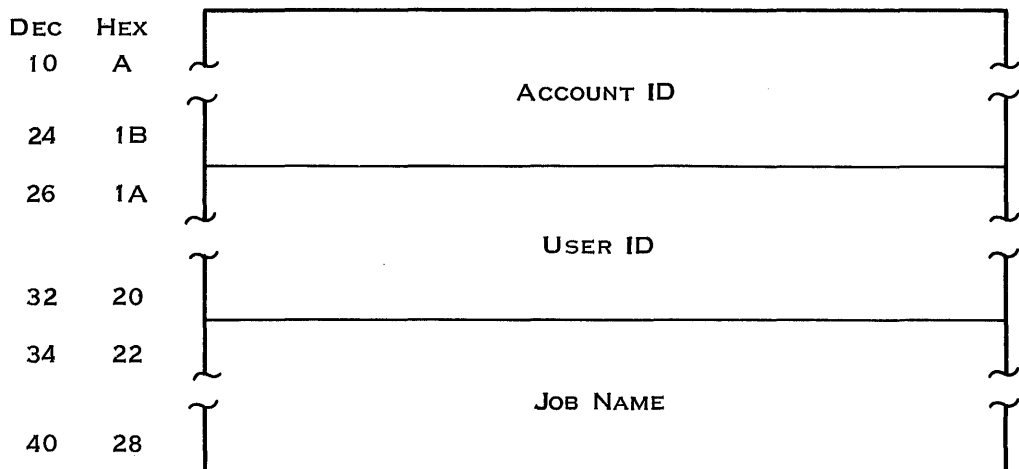 DEC HEX
10 A
ACCOUNT ID
24 1B
26 1A
USER ID
32 20
34 22
JOB NAME
40 28